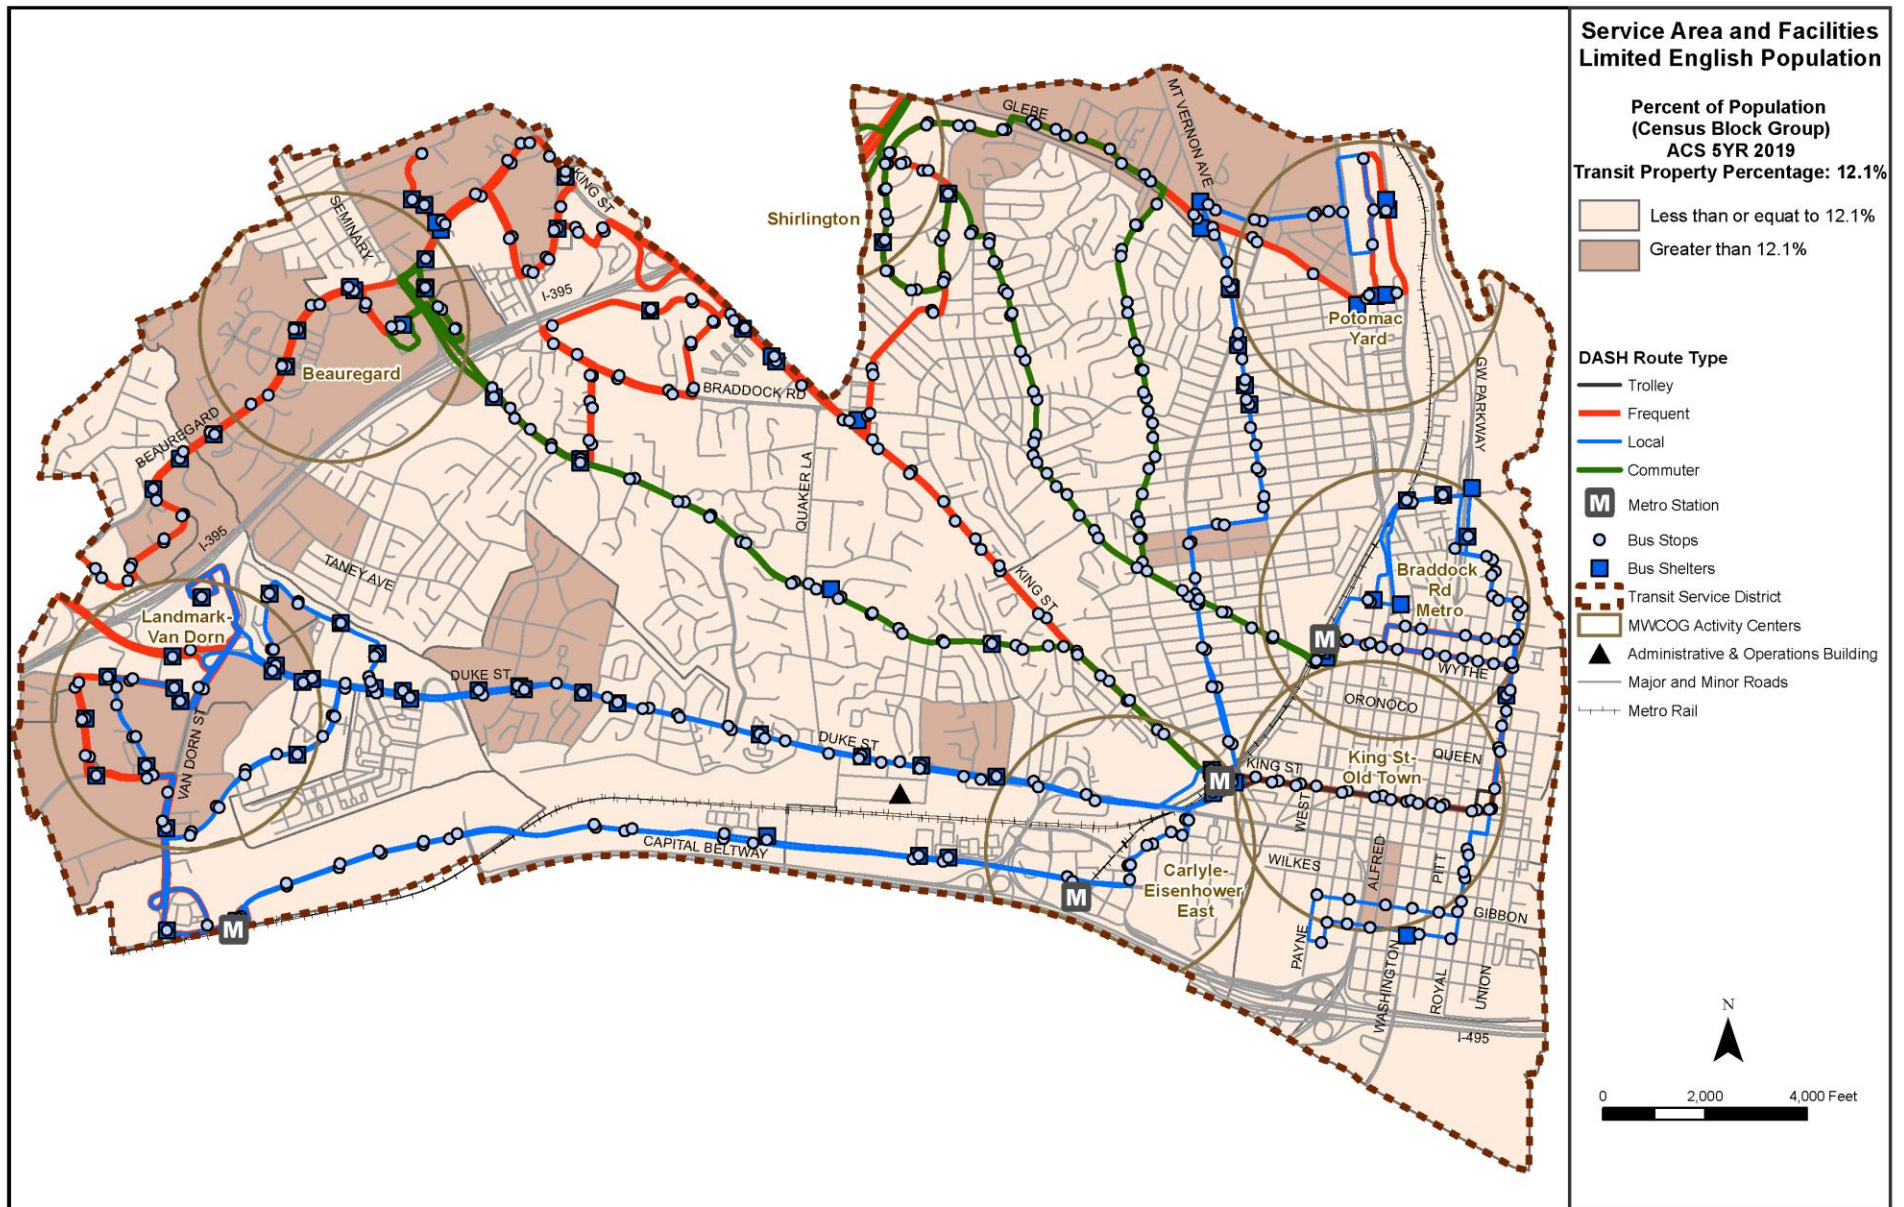 Service Area and Facilities
Limited English Population
Percent of Population
(Census Block Group)
ACS 5YR 2019
Transit Property Percentage: 12.1%
Less than or equal to 12.1%
Greater than 12.1%
DASH Route Type
Trolley
Frequent
Local
Commuter
M
Metro Station
Bus Stops
Bus Shelters
Transit Service District
MWCOG Activity Centers
Administrative & Operations Building
Major and Minor Roads
Metro Rail
N
0 2,000 4,000 Feet
GLEBE
MT VERNON AVE
KING ST
SEMINARY
Shirlington
I-395
Potomac
Yard
Beauregard
BRADDOCK RD
GW PARKWAY
BEAUREGARD
QUAKER LA
I-395
TANEY AVE
KING ST
Braddock
Rd
Metro
Landmark-
Van Dorn
M
WYTHE
DUKE ST
ORONOCO
VAN DORN ST
DUKE ST
QUEEN
KING ST
King St-
Old Town
M
WEST
CAPITAL BELTWAY
WILKES
ALFRED
PITT
Carlyle-
Eisenhower
East
M
GIBBON
M
PAYNE
WASHINGTON
ROYAL
UNION
I-495